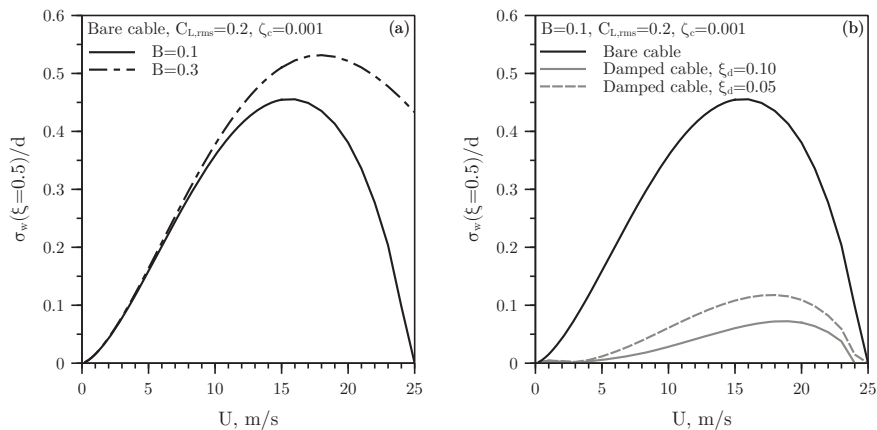 Bare cable, C_L,rms=0.2, ζ_c=0.001 (a)
B=0.1
B=0.3
0.6
0.5
0.4
0.3
0.2
0.1
0
σ_w(ξ=0.5)/d
0 5 10 15 20 25
U, m/s
B=0.1, C_L,rms=0.2, ζ_c=0.001 (b)
Bare cable
Damped cable, ξ_d=0.10
Damped cable, ξ_d=0.05
0.6
0.5
0.4
0.3
0.2
0.1
0
σ_w(ξ=0.5)/d
0 5 10 15 20 25
U, m/s